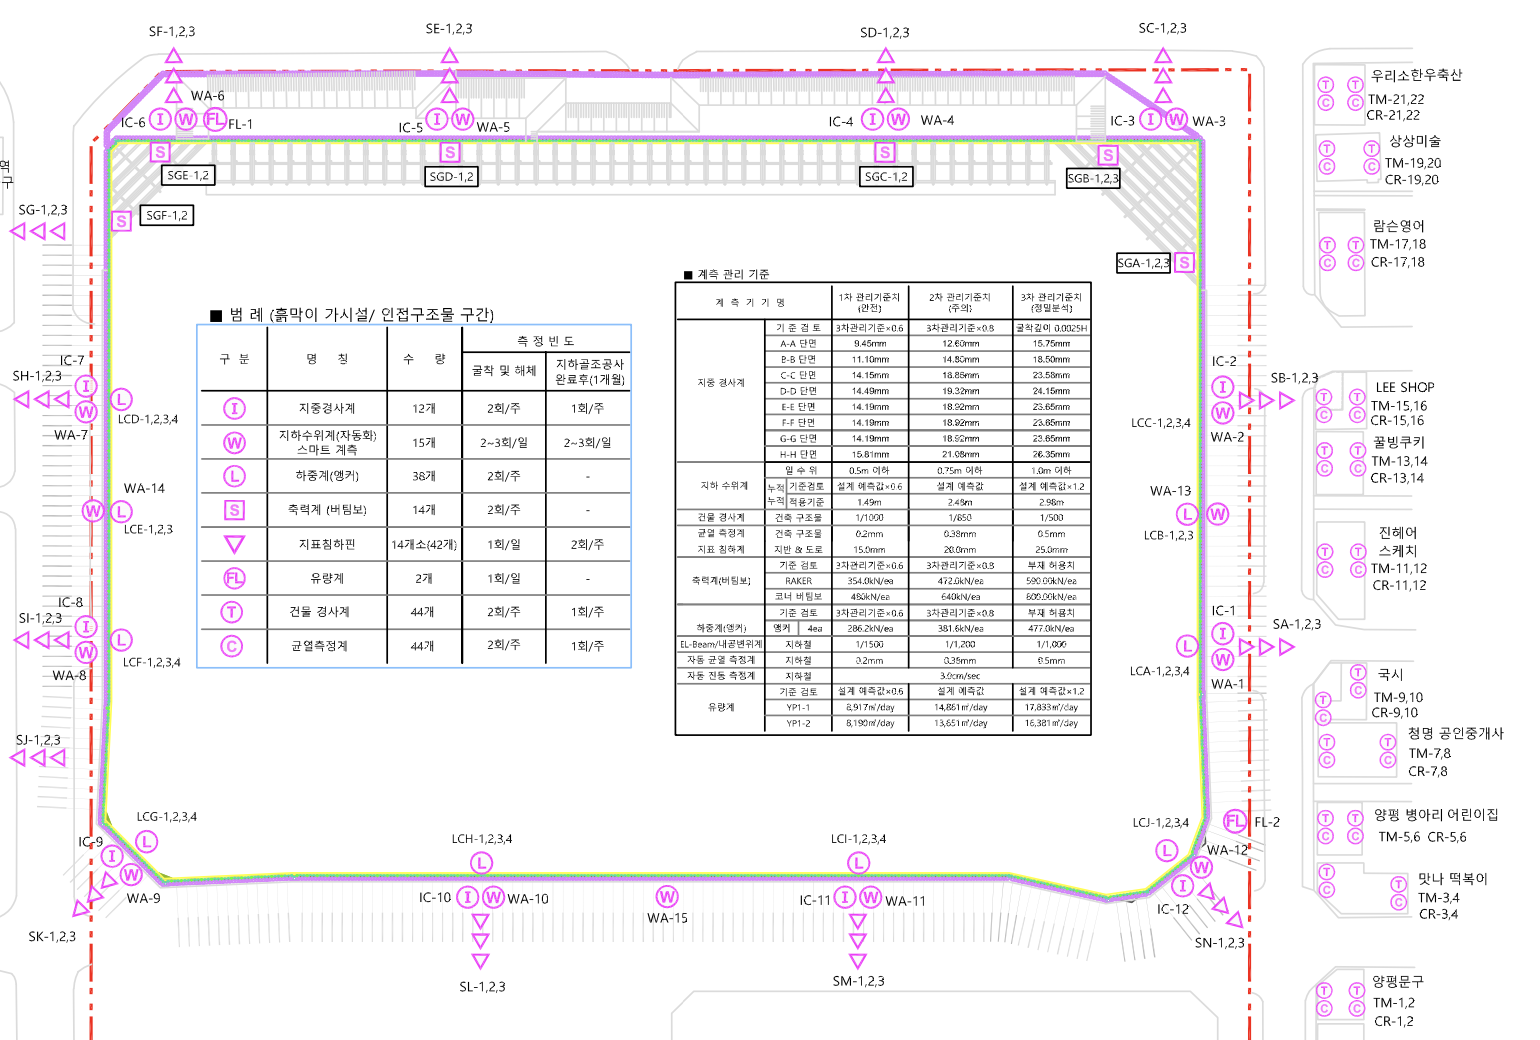 SF-1,2,3
SE-1,2,3
SD-1,2,3
SC-1,2,3
WA-6
IC-6
FL
FL-1
IC-5
WA-5
IC-4
WA-4
IC-3
WA-3
SGE-1,2
SGD-1,2
SGC-1,2
SGB-1,2,3
SGF-1,2
SG-1,2,3
SGA-1,2,3
우리소한우축산
TM-21,22
CR-21,22
상상미술
TM-19,20
CR-19,20
람슨영어
TM-17,18
CR-17,18
■ 범 례 (흙막이 가시설/ 인접구조물 구간)
구 분 명 칭 수 량 측 정 빈 도
굴착 및 해체 지하골조공사
완료후(1개월)
I 지중경사계 12개 2회/주 1회/주
W 지하수위계(자동화)
스마트 계측 15개 2~3회/일 2~3회/일
L 하중계(앵커) 38개 2회/주 -
S 축력계 (버팀보) 14개 2회/주 -
지표침하핀 14개소(42개) 1회/일 2회/주
FL 유량계 2개 1회/일 -
T 건물 경사계 44개 2회/주 1회/주
C 균열측정계 44개 2회/주 1회/주
■ 계측 관리 기준
계 측 기 기 명 1차 관리기준치
(안전) 2차 관리기준치
(주의) 3차 관리기준치
(정밀분석)
지중 경사계
기 준 검 토 3차관리기준×0.6 3차관리기준×0.8 굴착깊이 0.0025H
A-A 단면 9.45mm 12.60mm 15.75mm
B-B 단면 11.10mm 14.80mm 18.50mm
C-C 단면 14.15mm 18.86mm 23.58mm
D-D 단면 14.49mm 19.32mm 24.15mm
E-E 단면 14.19mm 18.92mm 23.65mm
F-F 단면 14.19mm 18.92mm 23.65mm
G-G 단면 14.19mm 18.92mm 23.65mm
H-H 단면 15.81mm 21.08mm 26.35mm
지하 수위계
일 수 위 0.5m 이하 0.75m 이하 1.0m 이하
누적 기준검토 설계 예측값×0.6 설계 예측값 설계 예측값×1.2
누적 적용기준 1.49m 2.48m 2.98m
건물 경사계 건축 구조물 1/1000 1/650 1/500
균열 측정계 건축 구조물 0.2mm 0.38mm 0.5mm
지표 침하계 지반 & 도로 15.0mm 20.0mm 25.0mm
축력계(버팀보)
기준 검토 3차관리기준×0.6 3차관리기준×0.8 부재 허용치
RAKER 354.0kN/ea 472.0kN/ea 590.00kN/ea
코너 버팀보 480kN/ea 640kN/ea 800.00kN/ea
하중계(앵커)
기준 검토 3차관리기준×0.6 3차관리기준×0.8 부재 허용치
앵커 4ea 286.2kN/ea 381.6kN/ea 477.0kN/ea
EL-Beam/내공변위계 지하철 1/1500 1/1,200 1/1,000
자동 균열 측정계 지하철 0.2mm 0.35mm 0.5mm
자동 진동 측정계 지하철 3.0cm/sec
유량계
기준 검토 설계 예측값×0.6 설계 예측값 설계 예측값×1.2
YP1-1 8,917㎥/day 14,861㎥/day 17,833㎥/day
YP1-2 8,190㎥/day 13,651㎥/day 16,381㎥/day
IC-7
SH-1,2,3
LCD-1,2,3,4
WA-7
IC-2
SB-1,2,3
LCC-1,2,3,4
WA-2
LEE SHOP
TM-15,16
CR-15,16
꿀빙쿠키
TM-13,14
CR-13,14
WA-14
LCE-1,2,3
WA-13
LCB-1,2,3
진헤어
스케치
TM-11,12
CR-11,12
IC-8
SI-1,2,3
LCF-1,2,3,4
WA-8
IC-1
SA-1,2,3
LCA-1,2,3,4
WA-1
국시
TM-9,10
CR-9,10
청명 공인중개사
TM-7,8
CR-7,8
SJ-1,2,3
LCG-1,2,3,4
LCH-1,2,3,4
LCI-1,2,3,4
LCJ-1,2,3,4
FL
FL-2
양평 병아리 어린이집
TM-5,6 CR-5,6
IC-9
WA-9
WA-12
IC-10
WA-10
WA-15
IC-11
WA-11
IC-12
맛나 떡볶이
TM-3,4
CR-3,4
SK-1,2,3
SN-1,2,3
SL-1,2,3
SM-1,2,3
양평문구
TM-1,2
CR-1,2